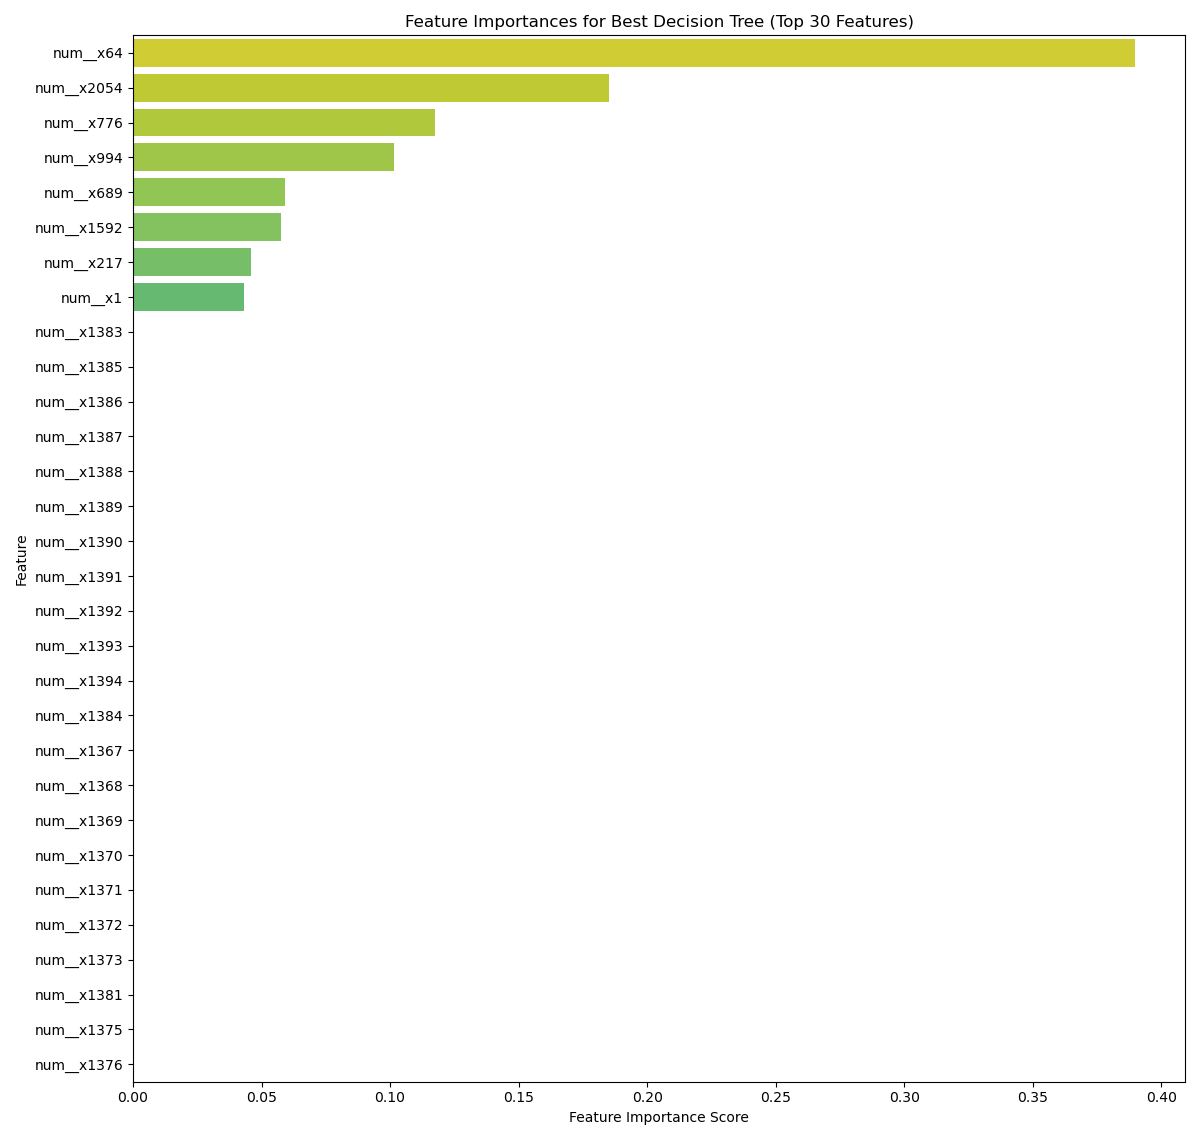 Feature Importances for Best Decision Tree (Top 30 Features)
num__x64
num__x2054
num__x776
num__x994
num__x689
num__x1592
num__x217
num__x1
num__x1383
num__x1385
num__x1386
num__x1387
num__x1388
num__x1389
num__x1390
num__x1391
num__x1392
num__x1393
num__x1394
num__x1384
num__x1367
num__x1368
num__x1369
num__x1370
num__x1371
num__x1372
num__x1373
num__x1381
num__x1375
num__x1376
Feature
0.00 0.05 0.10 0.15 0.20 0.25 0.30 0.35 0.40
Feature Importance Score